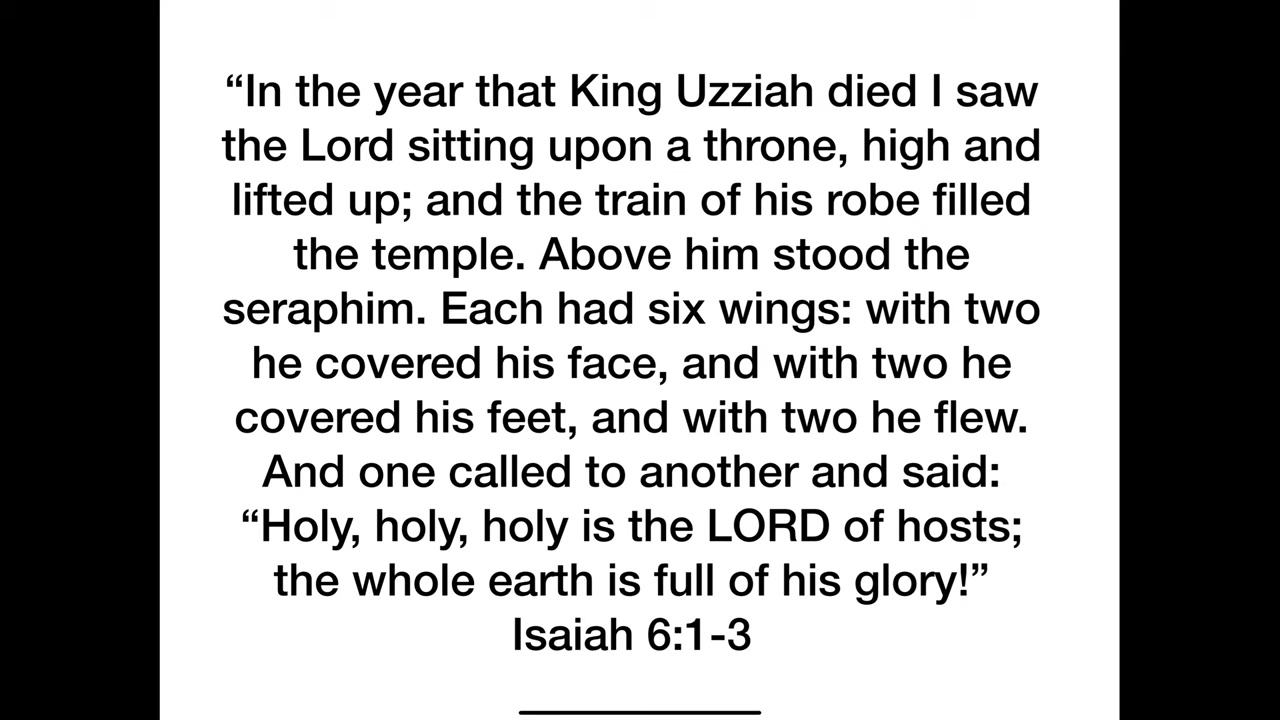 “In the year that King Uzziah died I saw
the Lord sitting upon a throne, high and
lifted up; and the train of his robe filled
the temple. Above him stood the
seraphim. Each had six wings: with two
he covered his face, and with two he
covered his feet, and with two he flew.
And one called to another and said:
“Holy, holy, holy is the LORD of hosts;
the whole earth is full of his glory!”
Isaiah 6:1-3